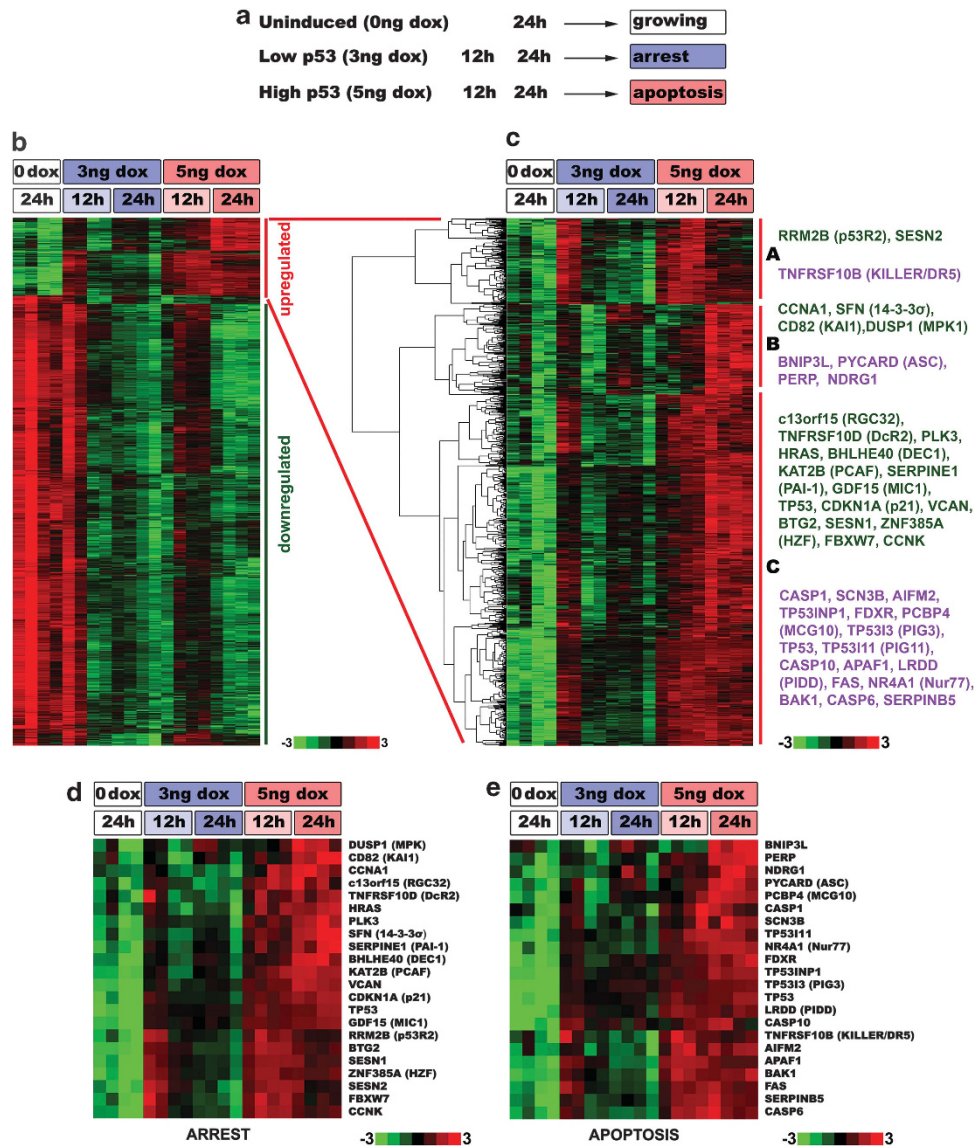 a
Uninduced (0ng dox) 24h growing
Low p53 (3ng dox) 12h 24h arrest
High p53 (5ng dox) 12h 24h apoptosis
b
0 dox 3ng dox 5ng dox
24h 12h 24h 12h 24h
upregulated
downregulated
-3 3
c
0 dox 3ng dox 5ng dox
24h 12h 24h 12h 24h
RRM2B (p53R2), SESN2
A
TNFRSF10B (KILLER/DR5)
CCNA1, SFN (14-3-3σ),
CD82 (KAI1),DUSP1 (MPK1)
B
BNIP3L, PYCARD (ASC),
PERP, NDRG1
c13orf15 (RGC32),
TNFRSF10D (DcR2), PLK3,
HRAS, BHLHE40 (DEC1),
KAT2B (PCAF), SERPINE1
(PAI-1), GDF15 (MIC1),
TP53, CDKN1A (p21), VCAN,
BTG2, SESN1, ZNF385A
(HZF), FBXW7, CCNK
C
CASP1, SCN3B, AIFM2,
TP53INP1, FDXR, PCBP4
(MCG10), TP53I3 (PIG3),
TP53, TP53I11 (PIG11),
CASP10, APAF1, LRDD
(PIDD), FAS, NR4A1 (Nur77),
BAK1, CASP6, SERPINB5
-3 3
d
0 dox 3ng dox 5ng dox
24h 12h 24h 12h 24h
DUSP1 (MPK)
CD82 (KAI1)
CCNA1
c13orf15 (RGC32)
TNFRSF10D (DcR2)
HRAS
PLK3
SFN (14-3-3σ)
SERPINE1 (PAI-1)
BHLHE40 (DEC1)
KAT2B (PCAF)
VCAN
CDKN1A (p21)
TP53
GDF15 (MIC1)
RRM2B (p53R2)
BTG2
SESN1
ZNF385A (HZF)
SESN2
FBXW7
CCNK
ARREST
-3 3
e
0 dox 3ng dox 5ng dox
24h 12h 24h 12h 24h
BNIP3L
PERP
NDRG1
PYCARD (ASC)
PCBP4 (MCG10)
CASP1
SCN3B
TP53I11
NR4A1 (Nur77)
FDXR
TP53INP1
TP53I3 (PIG3)
TP53
LRDD (PIDD)
CASP10
TNFRSF10B (KILLER/DR5)
AIFM2
APAF1
BAK1
FAS
SERPINB5
CASP6
APOPTOSIS
-3 3